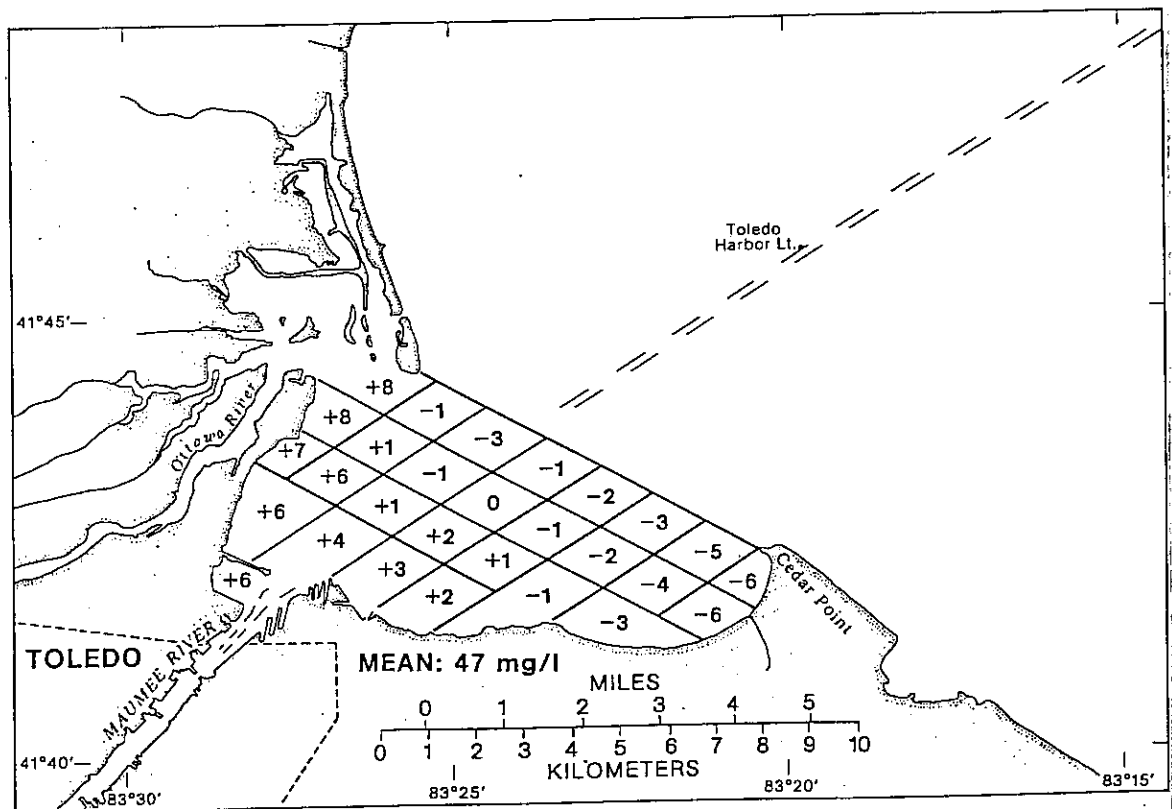 Toledo
Harbor Lt.
41°45'
+8
+8
-1
+7
+1
-3
Ottawa River
+6
-1
-1
+6
+1
0
-2
+4
+2
-1
-3
+6
+3
+1
-2
-5
+2
-1
-4
-6
-3
-6
Cedar Point
TOLEDO
MAUMEE RIVER
MEAN: 47 mg/l
MILES
0 1 2 3 4 5
0 1 2 3 4 5 6 7 8 9 10
KILOMETERS
41°40'
83°30' 83°25' 83°20' 83°15'